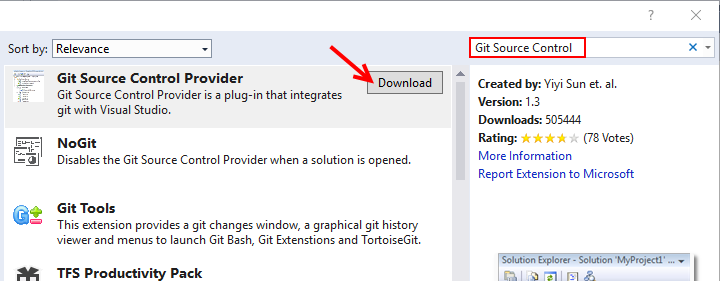 Sort by: Relevance
Git Source Control
Git Source Control Provider
Git Source Control Provider is a plug-in that integrates
git with Visual Studio.
Download
NoGit
Disables the Git Source Control Provider when a solution is opened.
Git Tools
This extension provides a git changes window, a graphical git history
viewer and menus to launch Git Bash, Git Extenstions and TortoiseGit.
TFS Productivity Pack
Created by: Yiyi Sun et. al.
Version: 1.3
Downloads: 505444
Rating: (78 Votes)
More Information
Report Extension to Microsoft
Solution Explorer - Solution 'MyProject1' ...